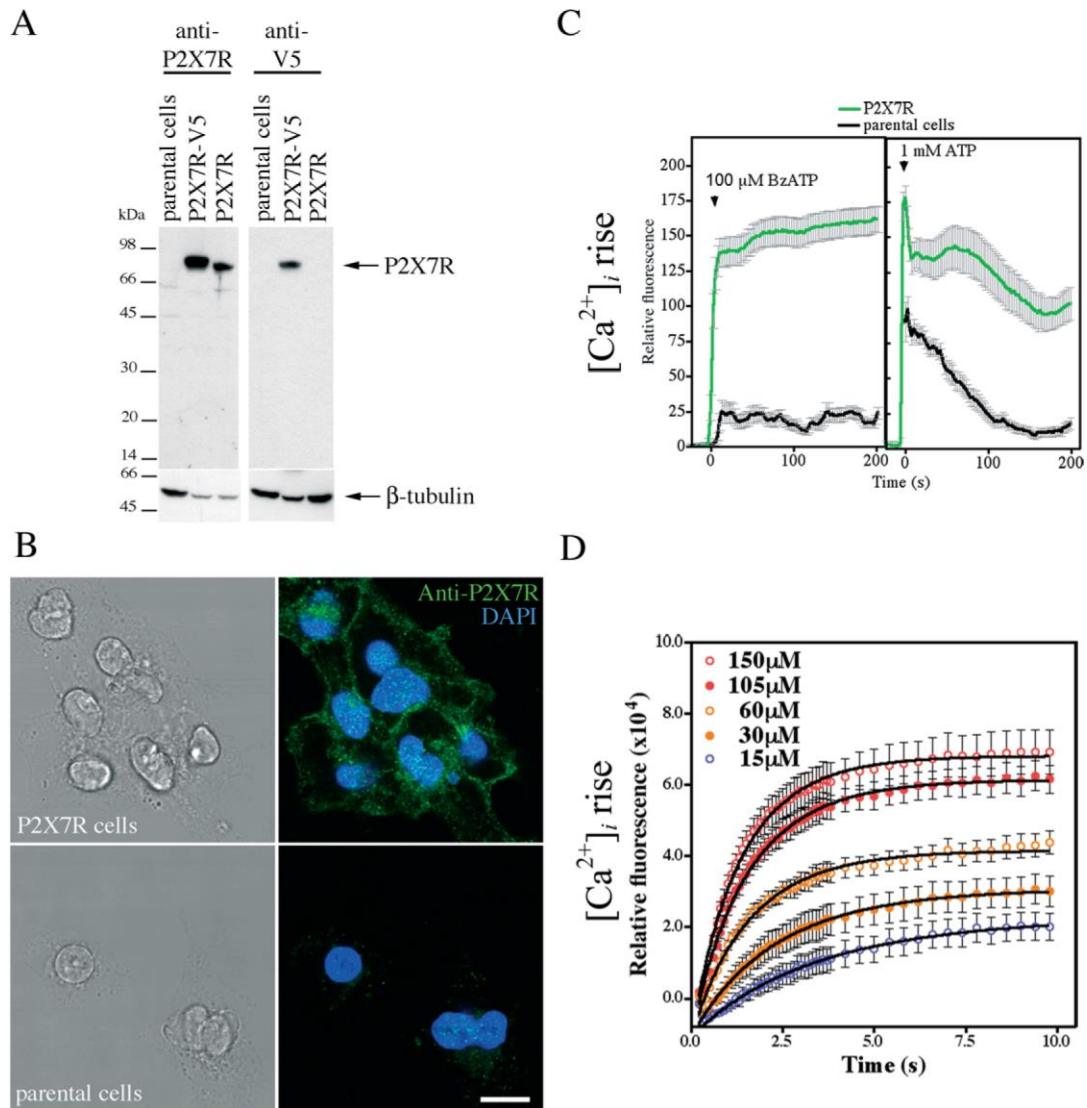 A
anti-
P2X7R
anti-
V5
parental cells
P2X7R-V5
P2X7R
parental cells
P2X7R-V5
P2X7R
kDa
98
66
45
30
20
14
66
45
P2X7R
β-tubulin
B
Anti-P2X7R
DAPI
P2X7R cells
parental cells
C
P2X7R
parental cells
100 μM BzATP
1 mM ATP
[Ca2+]i rise
Relative fluorescence
200
175
150
125
100
75
50
25
0
0 100 200
0 100 200
Time (s)
D
150μM
105μM
60μM
30μM
15μM
[Ca2+]i rise
Relative fluorescence (x10^4)
10.0
8.0
6.0
4.0
2.0
0.0
0.0 2.5 5.0 7.5 10.0
Time (s)